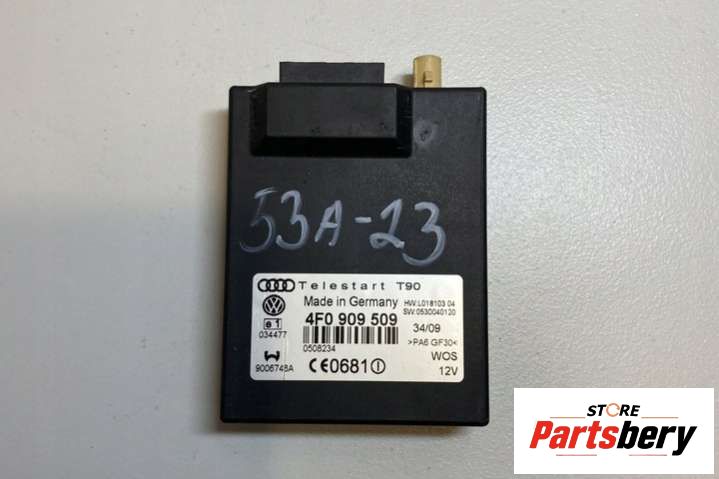 53A-23
Telestart T90
Made in Germany
HW:L018103 04
SW:0530040120
4F0 909 509
e 1
034477
34/09
0508234
>PA6 GF30<
9006748A
CE0681
WOS
12V
STORE
Partsbery